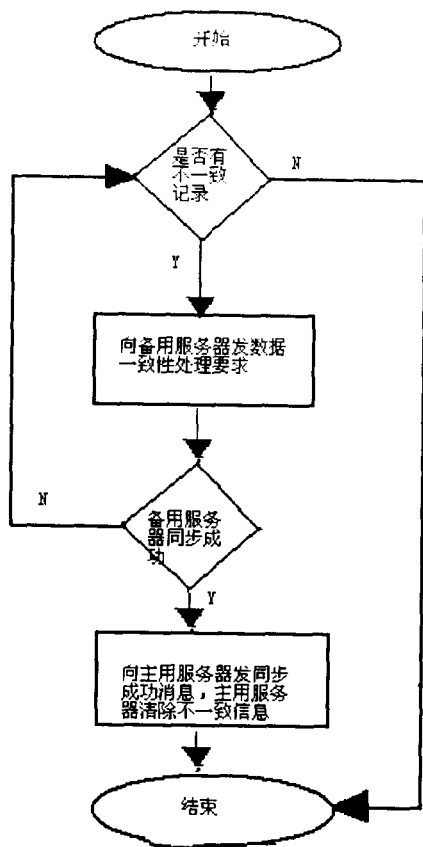 开始
是否有
不一致
记录
N
Y
向备用服务器发数据
一致性处理要求
N
备用服务
器同步成
功
Y
向主用服务器发同步
成功消息，主用服务
器清除不一致信息
结束